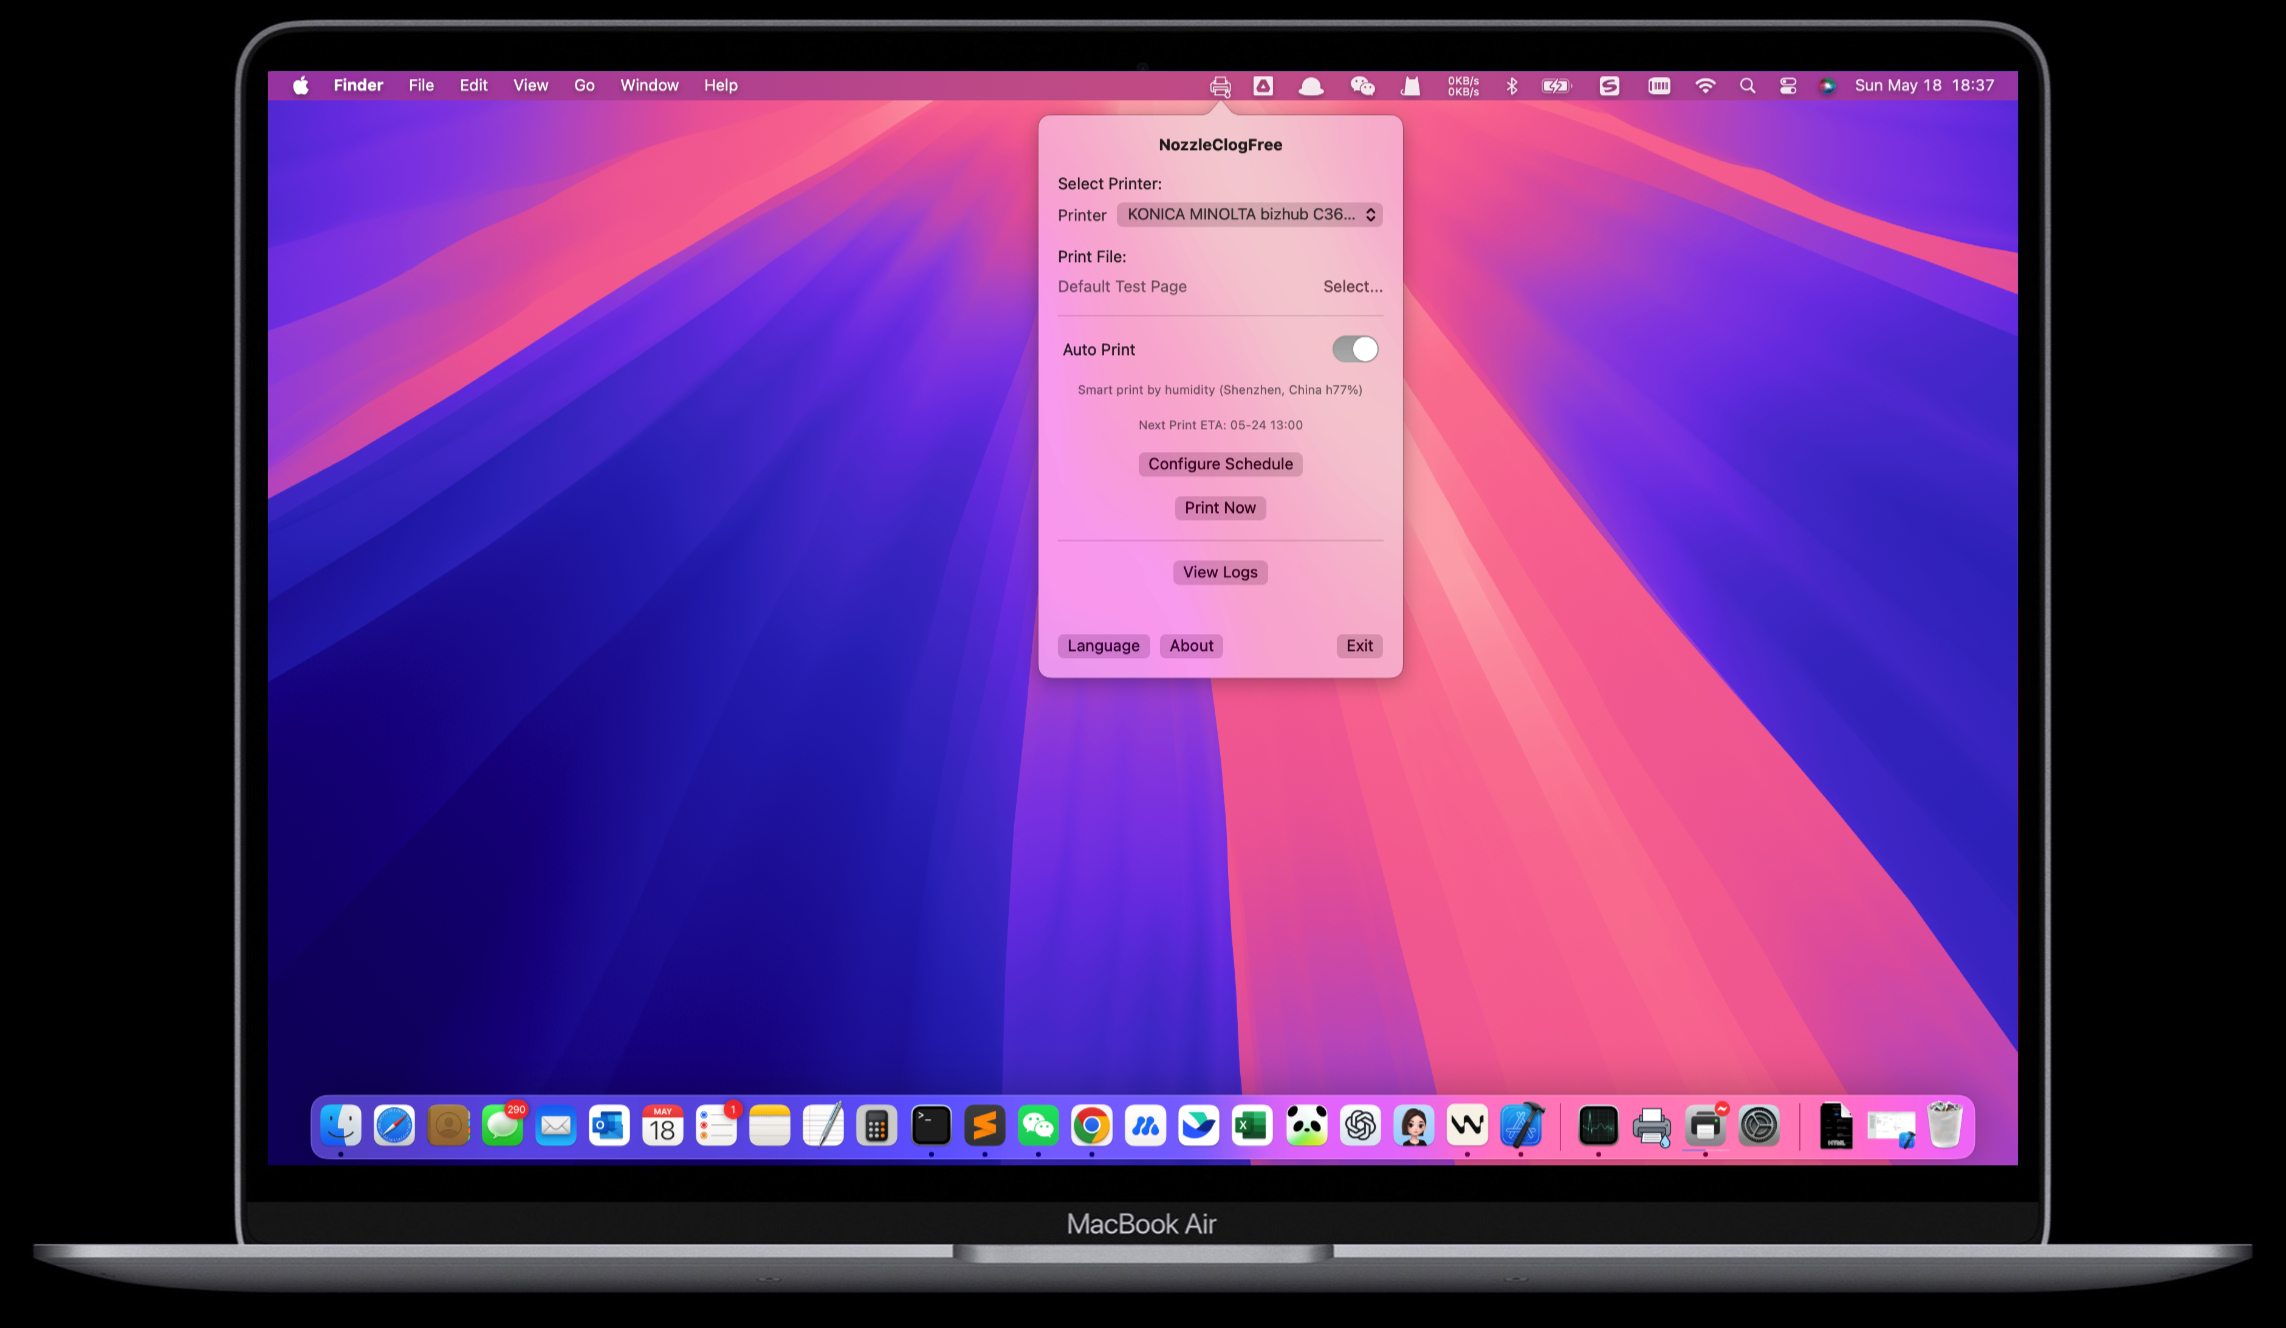 Finder File Edit View Go Window Help
0KB/s
0KB/s
Sun May 18 18:37
NozzleClogFree
Select Printer:
Printer KONICA MINOLTA bizhub C36...
Print File:
Default Test Page Select...
Auto Print
Smart print by humidity (Shenzhen, China h77%)
Next Print ETA: 05-24 13:00
Configure Schedule
Print Now
View Logs
Language About Exit
290
MAY
18
1
HTML
MacBook Air